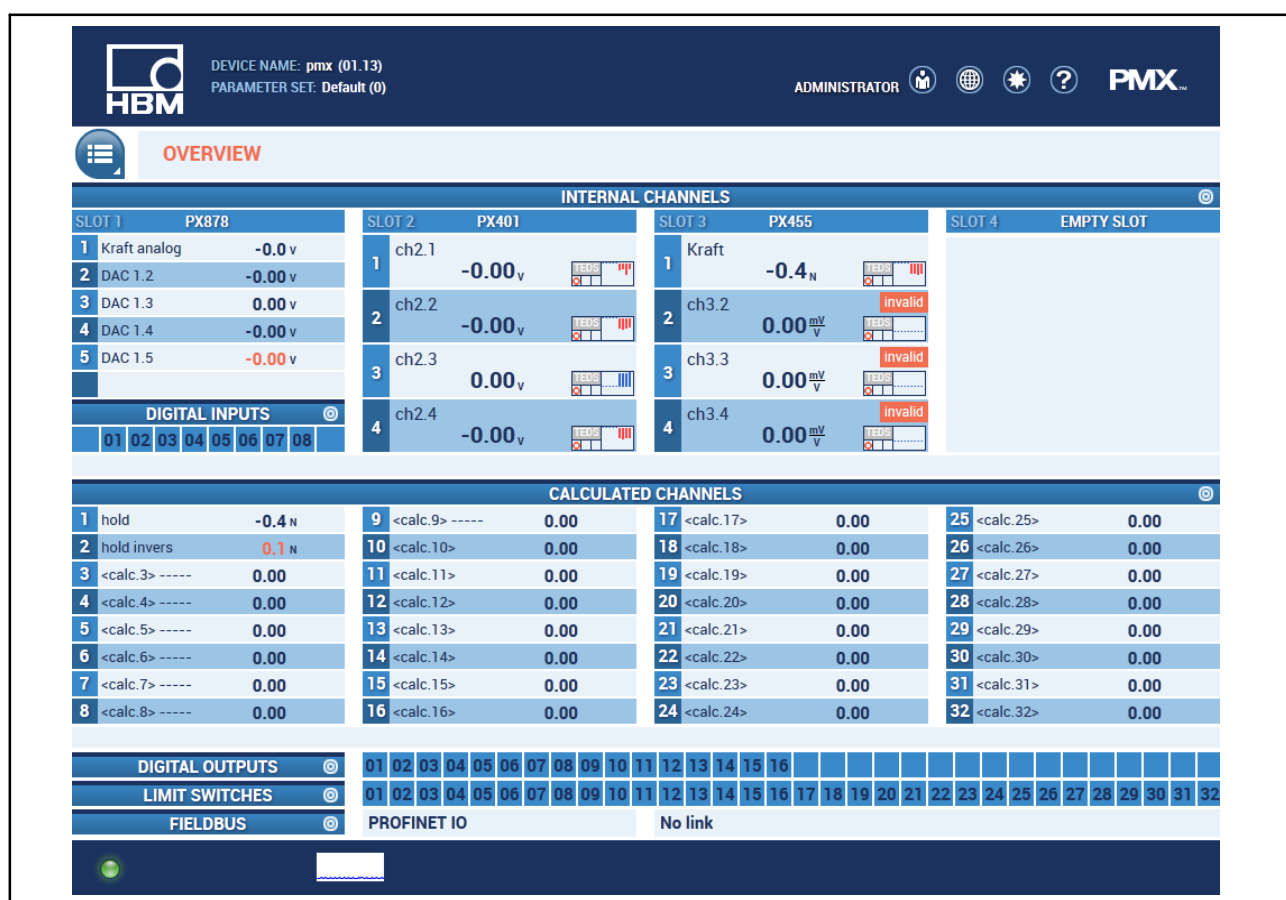 HBM
DEVICE NAME: pmx (01.13)
PARAMETER SET: Default (0)
ADMINISTRATOR
?
PMX™
OVERVIEW
INTERNAL CHANNELS
SLOT 1 PX878
1 Kraft analog -0.0 V
2 DAC 1.2 -0.00 V
3 DAC 1.3 0.00 V
4 DAC 1.4 -0.00 V
5 DAC 1.5 -0.00 V
DIGITAL INPUTS
01 02 03 04 05 06 07 08
SLOT 2 PX401
1 ch2.1 -0.00 V TEDS
2 ch2.2 -0.00 V TEDS
3 ch2.3 0.00 V TEDS
4 ch2.4 -0.00 V TEDS
SLOT 3 PX455
1 Kraft -0.4 N TEDS
2 ch3.2 invalid 0.00 mV/V TEDS
3 ch3.3 invalid 0.00 mV/V TEDS
4 ch3.4 invalid 0.00 mV/V TEDS
SLOT 4 EMPTY SLOT
CALCULATED CHANNELS
1 hold -0.4 N
2 hold invers 0.1 N
3 <calc.3> ----- 0.00
4 <calc.4> ----- 0.00
5 <calc.5> ----- 0.00
6 <calc.6> ----- 0.00
7 <calc.7> ----- 0.00
8 <calc.8> ----- 0.00
9 <calc.9> ----- 0.00
10 <calc.10> 0.00
11 <calc.11> 0.00
12 <calc.12> 0.00
13 <calc.13> 0.00
14 <calc.14> 0.00
15 <calc.15> 0.00
16 <calc.16> 0.00
17 <calc.17> 0.00
18 <calc.18> 0.00
19 <calc.19> 0.00
20 <calc.20> 0.00
21 <calc.21> 0.00
22 <calc.22> 0.00
23 <calc.23> 0.00
24 <calc.24> 0.00
25 <calc.25> 0.00
26 <calc.26> 0.00
27 <calc.27> 0.00
28 <calc.28> 0.00
29 <calc.29> 0.00
30 <calc.30> 0.00
31 <calc.31> 0.00
32 <calc.32> 0.00
DIGITAL OUTPUTS 01 02 03 04 05 06 07 08 09 10 11 12 13 14 15 16
LIMIT SWITCHES 01 02 03 04 05 06 07 08 09 10 11 12 13 14 15 16 17 18 19 20 21 22 23 24 25 26 27 28 29 30 31 32
FIELDBUS PROFINET IO No link